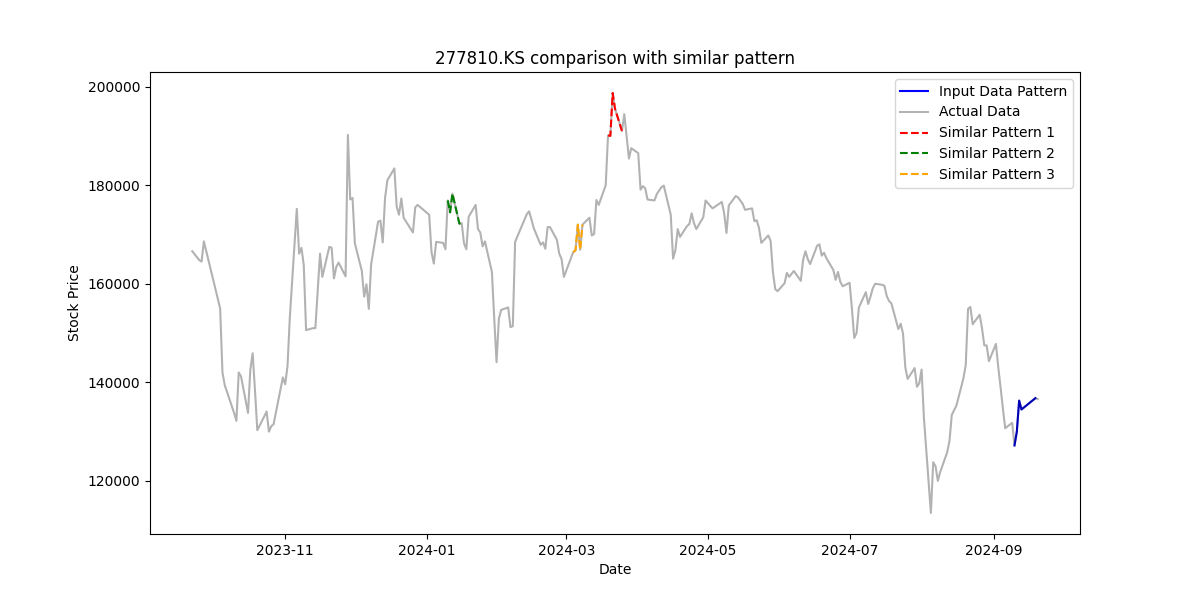 277810.KS comparison with similar pattern
Input Data Pattern
Actual Data
Similar Pattern 1
Similar Pattern 2
Similar Pattern 3
Stock Price
200000
180000
160000
140000
120000
2023-11
2024-01
2024-03
2024-05
2024-07
2024-09
Date